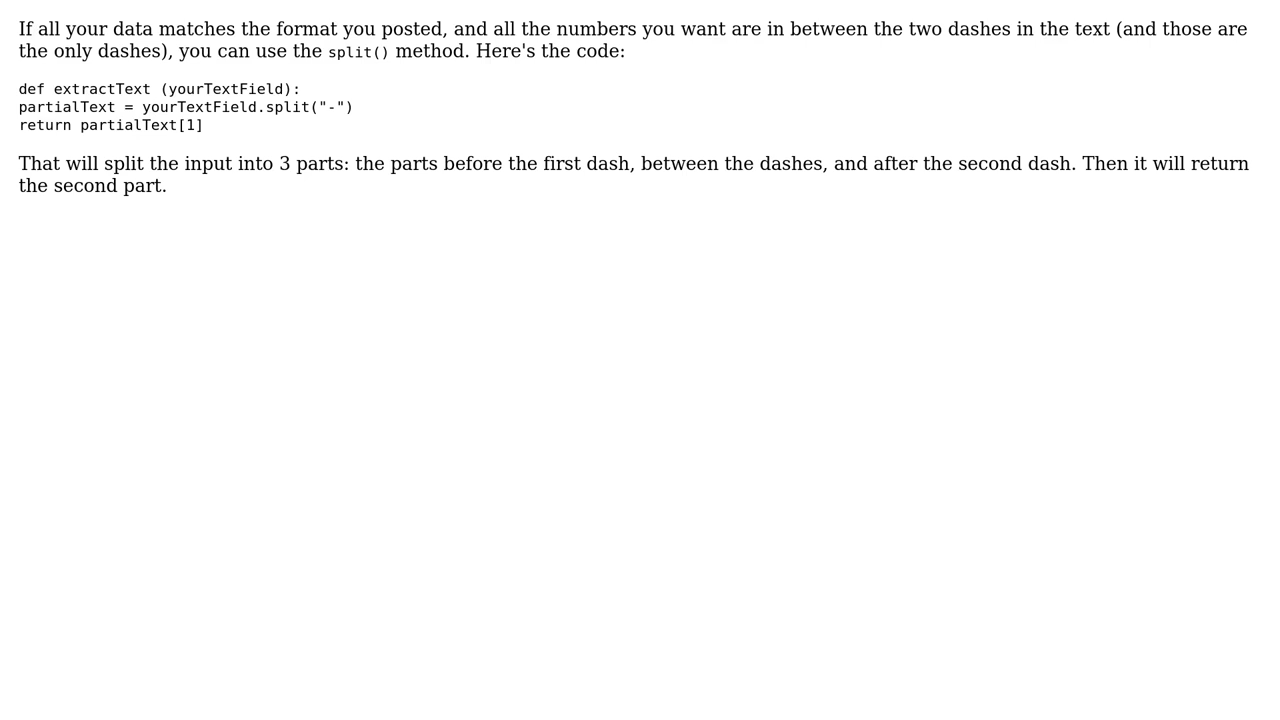 If all your data matches the format you posted, and all the numbers you want are in between the two dashes in the text (and those are
the only dashes), you can use the split() method. Here's the code:
def extractText (yourTextField):
partialText = yourTextField.split("-")
return partialText[1]
That will split the input into 3 parts: the parts before the first dash, between the dashes, and after the second dash. Then it will return
the second part.